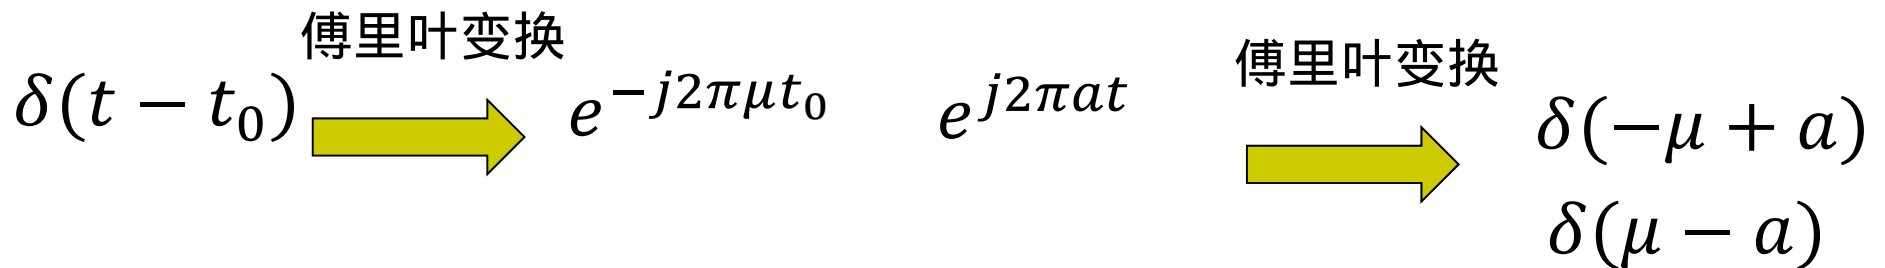 傅里叶变换
δ(t − t₀)
e^{−j2πμt₀}
e^{j2πat}
傅里叶变换
δ(−μ + a)
δ(μ − a)